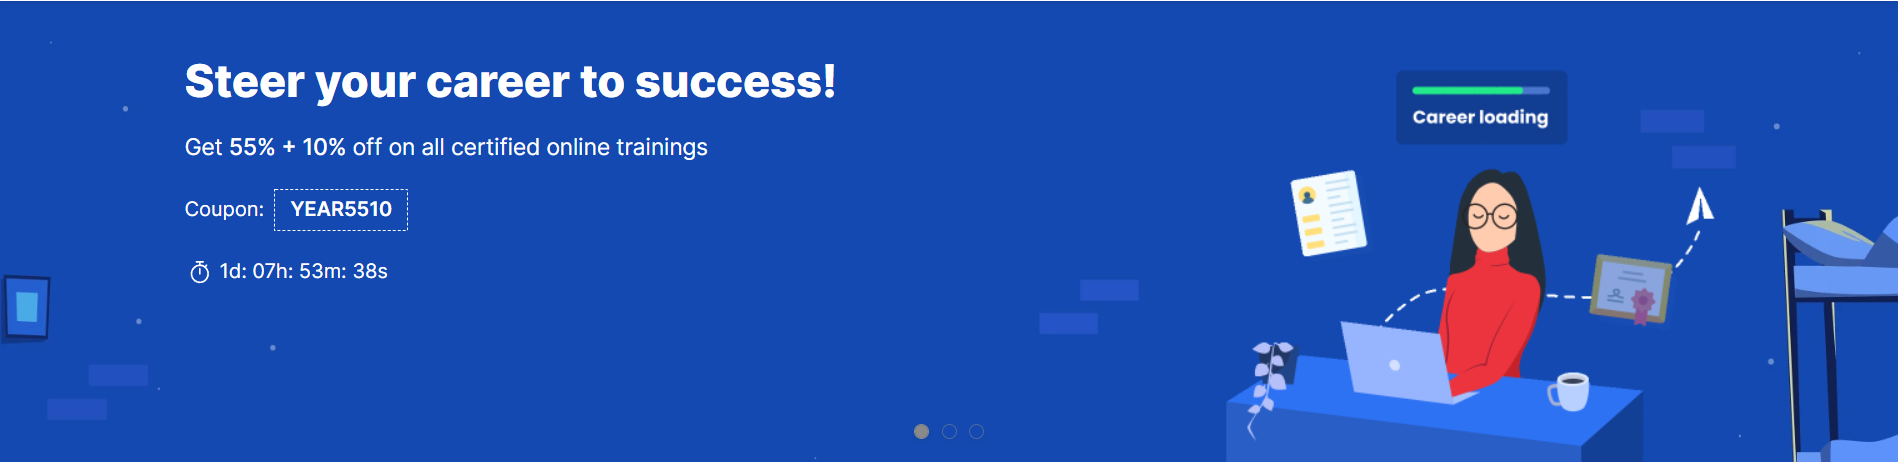 Steer your career to success!
Get 55% + 10% off on all certified online trainings
Coupon: YEAR5510
1d: 07h: 53m: 38s
Career loading